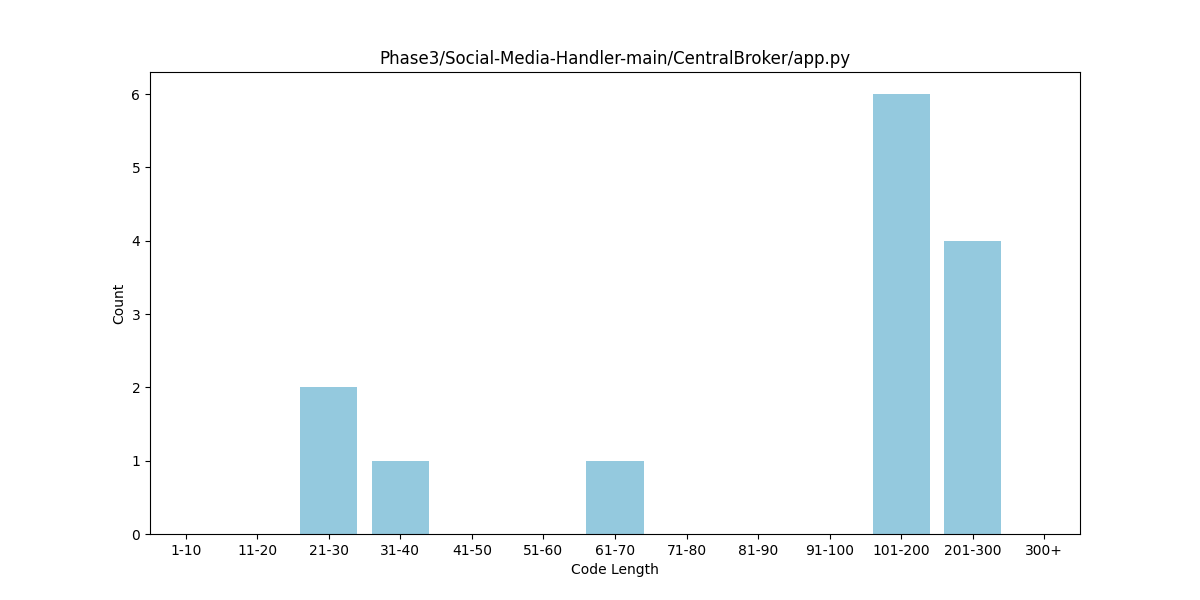 Phase3/Social-Media-Handler-main/CentralBroker/app.py
6
5
4
3
2
1
0
Count
1-10 11-20 21-30 31-40 41-50 51-60 61-70 71-80 81-90 91-100 101-200 201-300 300+
Code Length